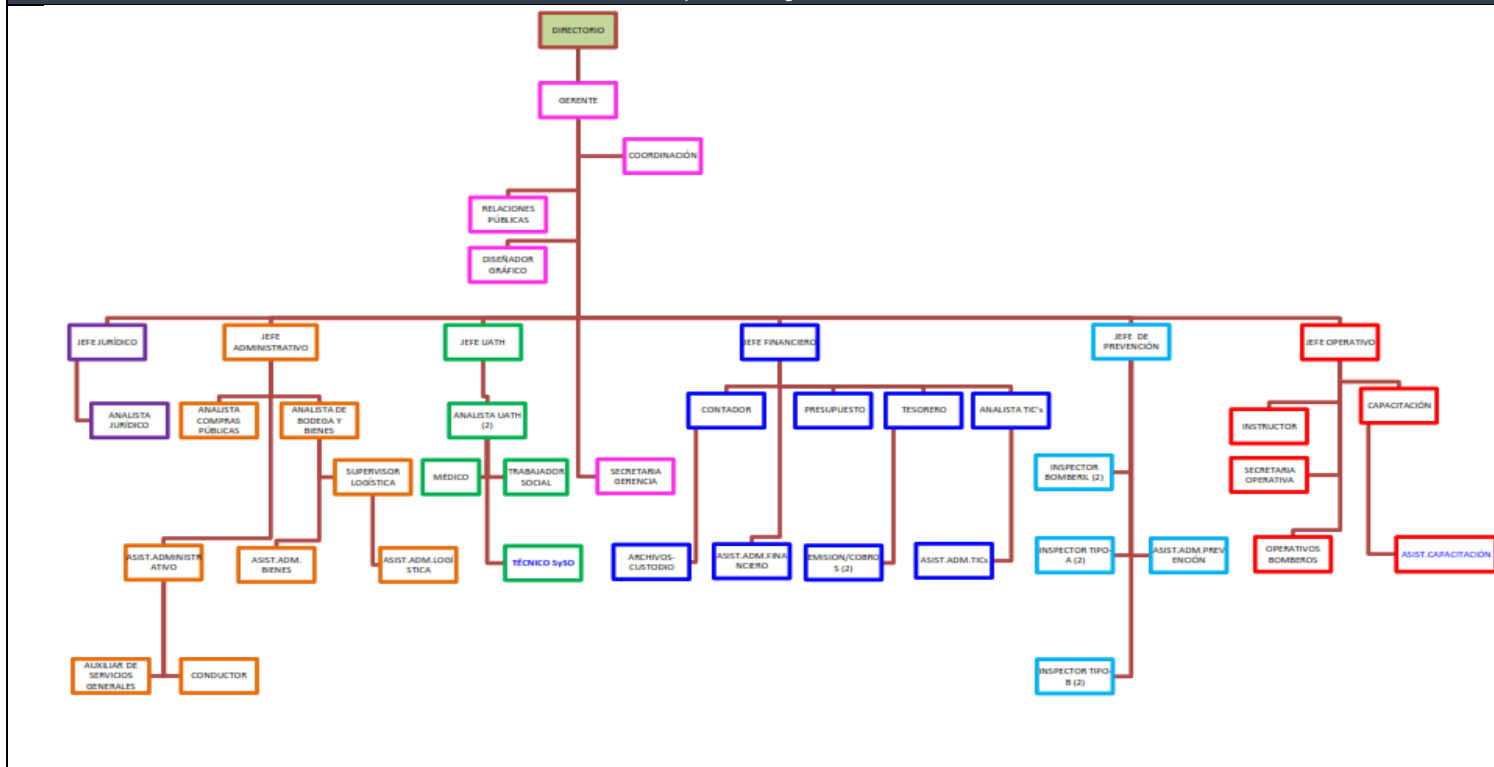 DIRECTORIO
GERENTE
COORDINACIÓN
RELACIONES
PÚBLICAS
DISEÑADOR
GRÁFICO
JEFE JURÍDICO
JEFE
ADMINISTRATIVO
JEFE UATH
JEFE FINANCIERO
JEFE DE
PREVENCIÓN
JEFE OPERATIVO
ANALISTA
JURÍDICO
ANALISTA
COMPRAS
PÚBLICAS
ANALISTA DE
BODEGA Y
BIENES
ANALISTA UATH
(2)
CONTADOR
PRESUPUESTO
TESORERO
ANALISTA TIC's
INSTRUCTOR
CAPACITACIÓN
SUPERVISOR
LOGÍSTICA
MÉDICO
TRABAJADOR
SOCIAL
SECRETARIA
GERENCIA
INSPECTOR
BOMBERIL (2)
SECRETARIA
OPERATIVA
ASIST.ADMINISTR
ATIVO
ASIST.ADM.
BIENES
ASIST.ADM.LOGÍ
STICA
TÉCNICO SySO
ARCHIVOS-
CUSTODIO
ASIST.ADM.FINA
NCIERO
EMISION/COBRO
S (2)
ASIST.ADM.TICs
INSPECTOR TIPO-
A (2)
ASIST.ADM.PREV
ENCIÓN
OPERATIVOS
BOMBEROS
ASIST.CAPACITACIÓN
AUXILIAR DE
SERVICIOS
GENERALES
CONDUCTOR
INSPECTOR TIPO-
B (2)